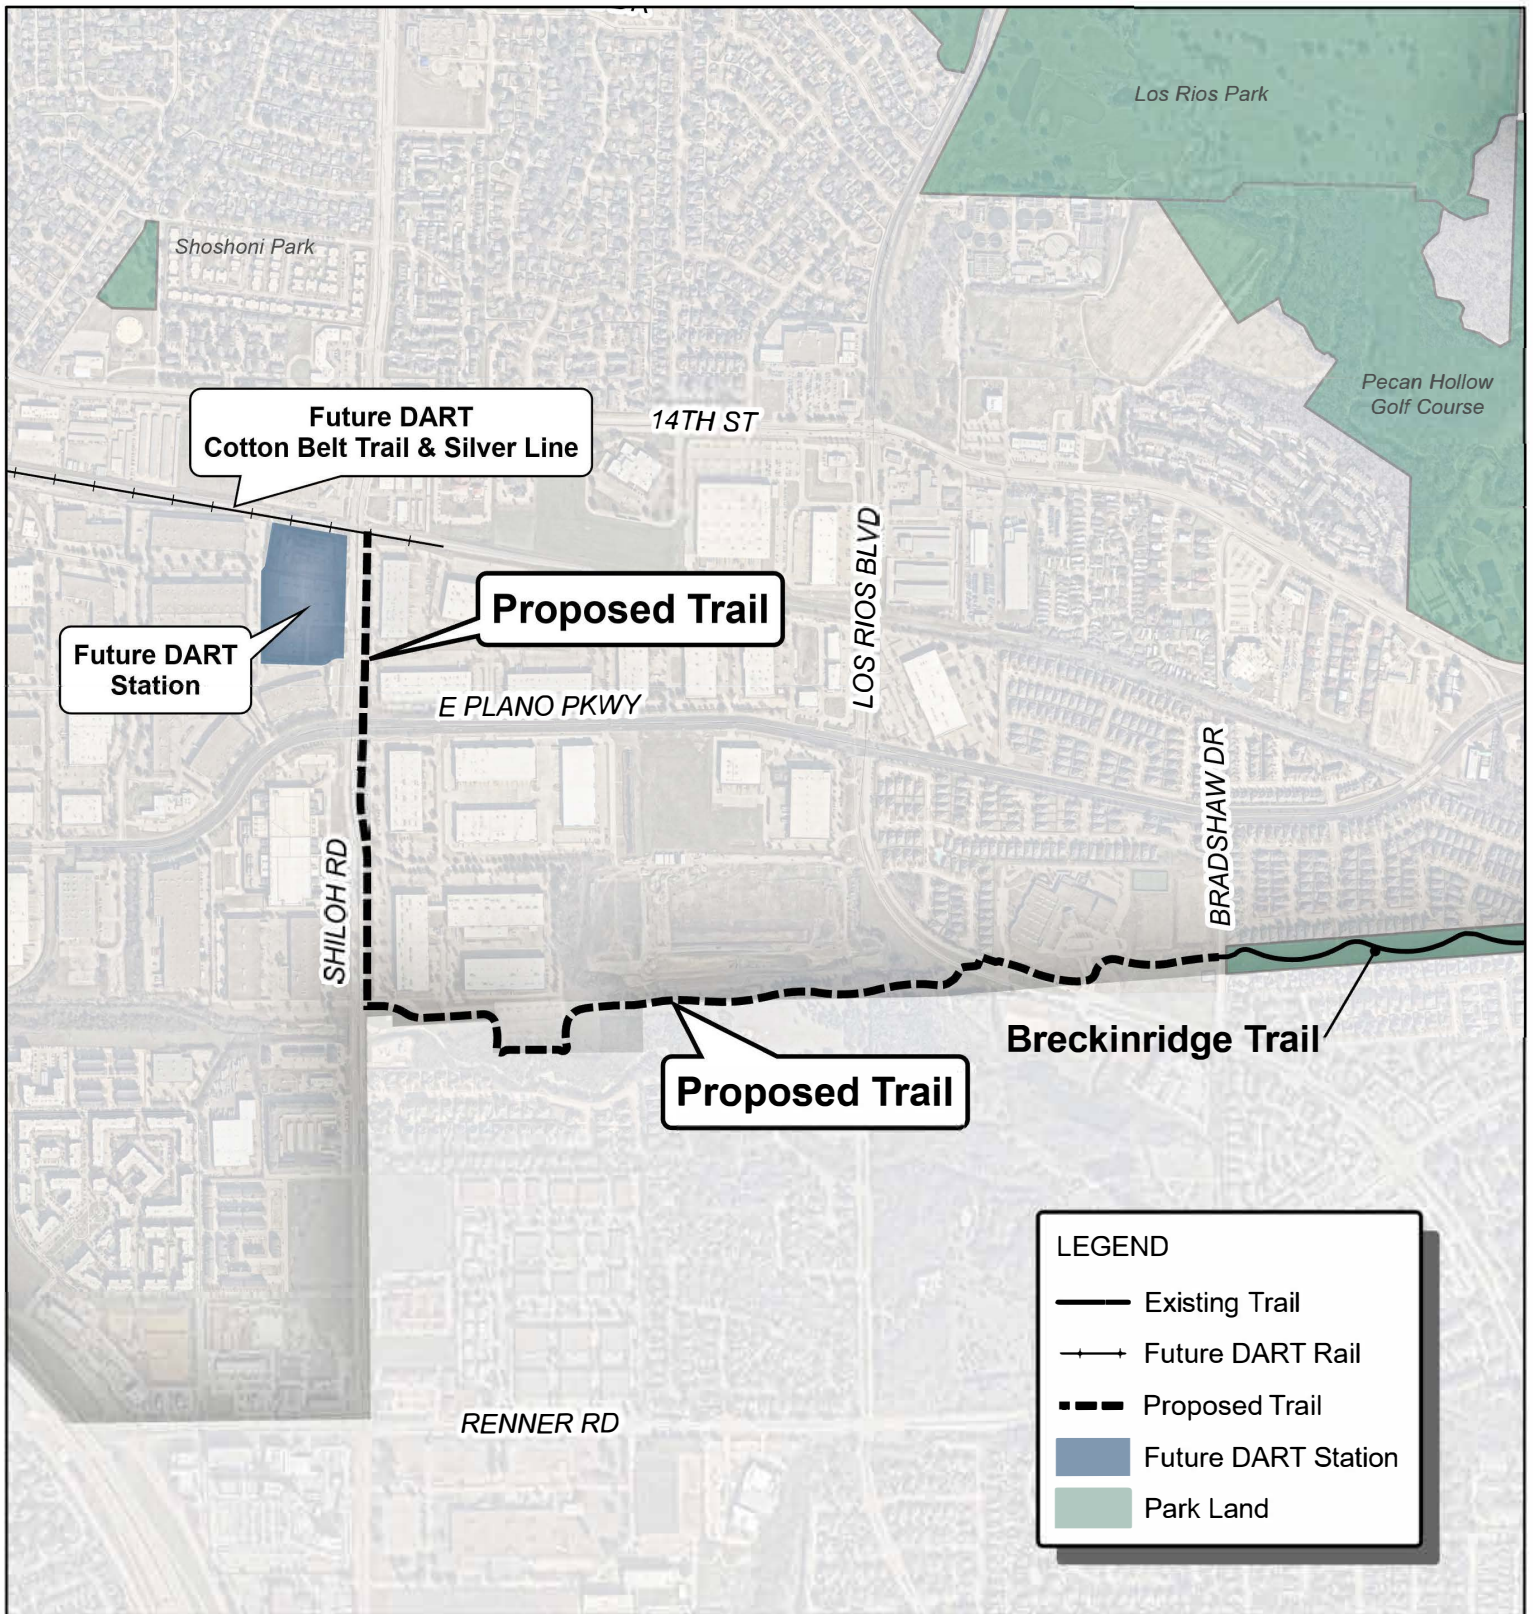 Los Rios Park
Shoshoni Park
Pecan Hollow
Golf Course
Future DART
Cotton Belt Trail & Silver Line
14TH ST
LOS RIOS BLVD
Proposed Trail
Future DART
Station
E PLANO PKWY
BRADSHAW DR
SHILOH RD
Breckinridge Trail
Proposed Trail
LEGEND
Existing Trail
Future DART Rail
Proposed Trail
Future DART Station
Park Land
RENNER RD